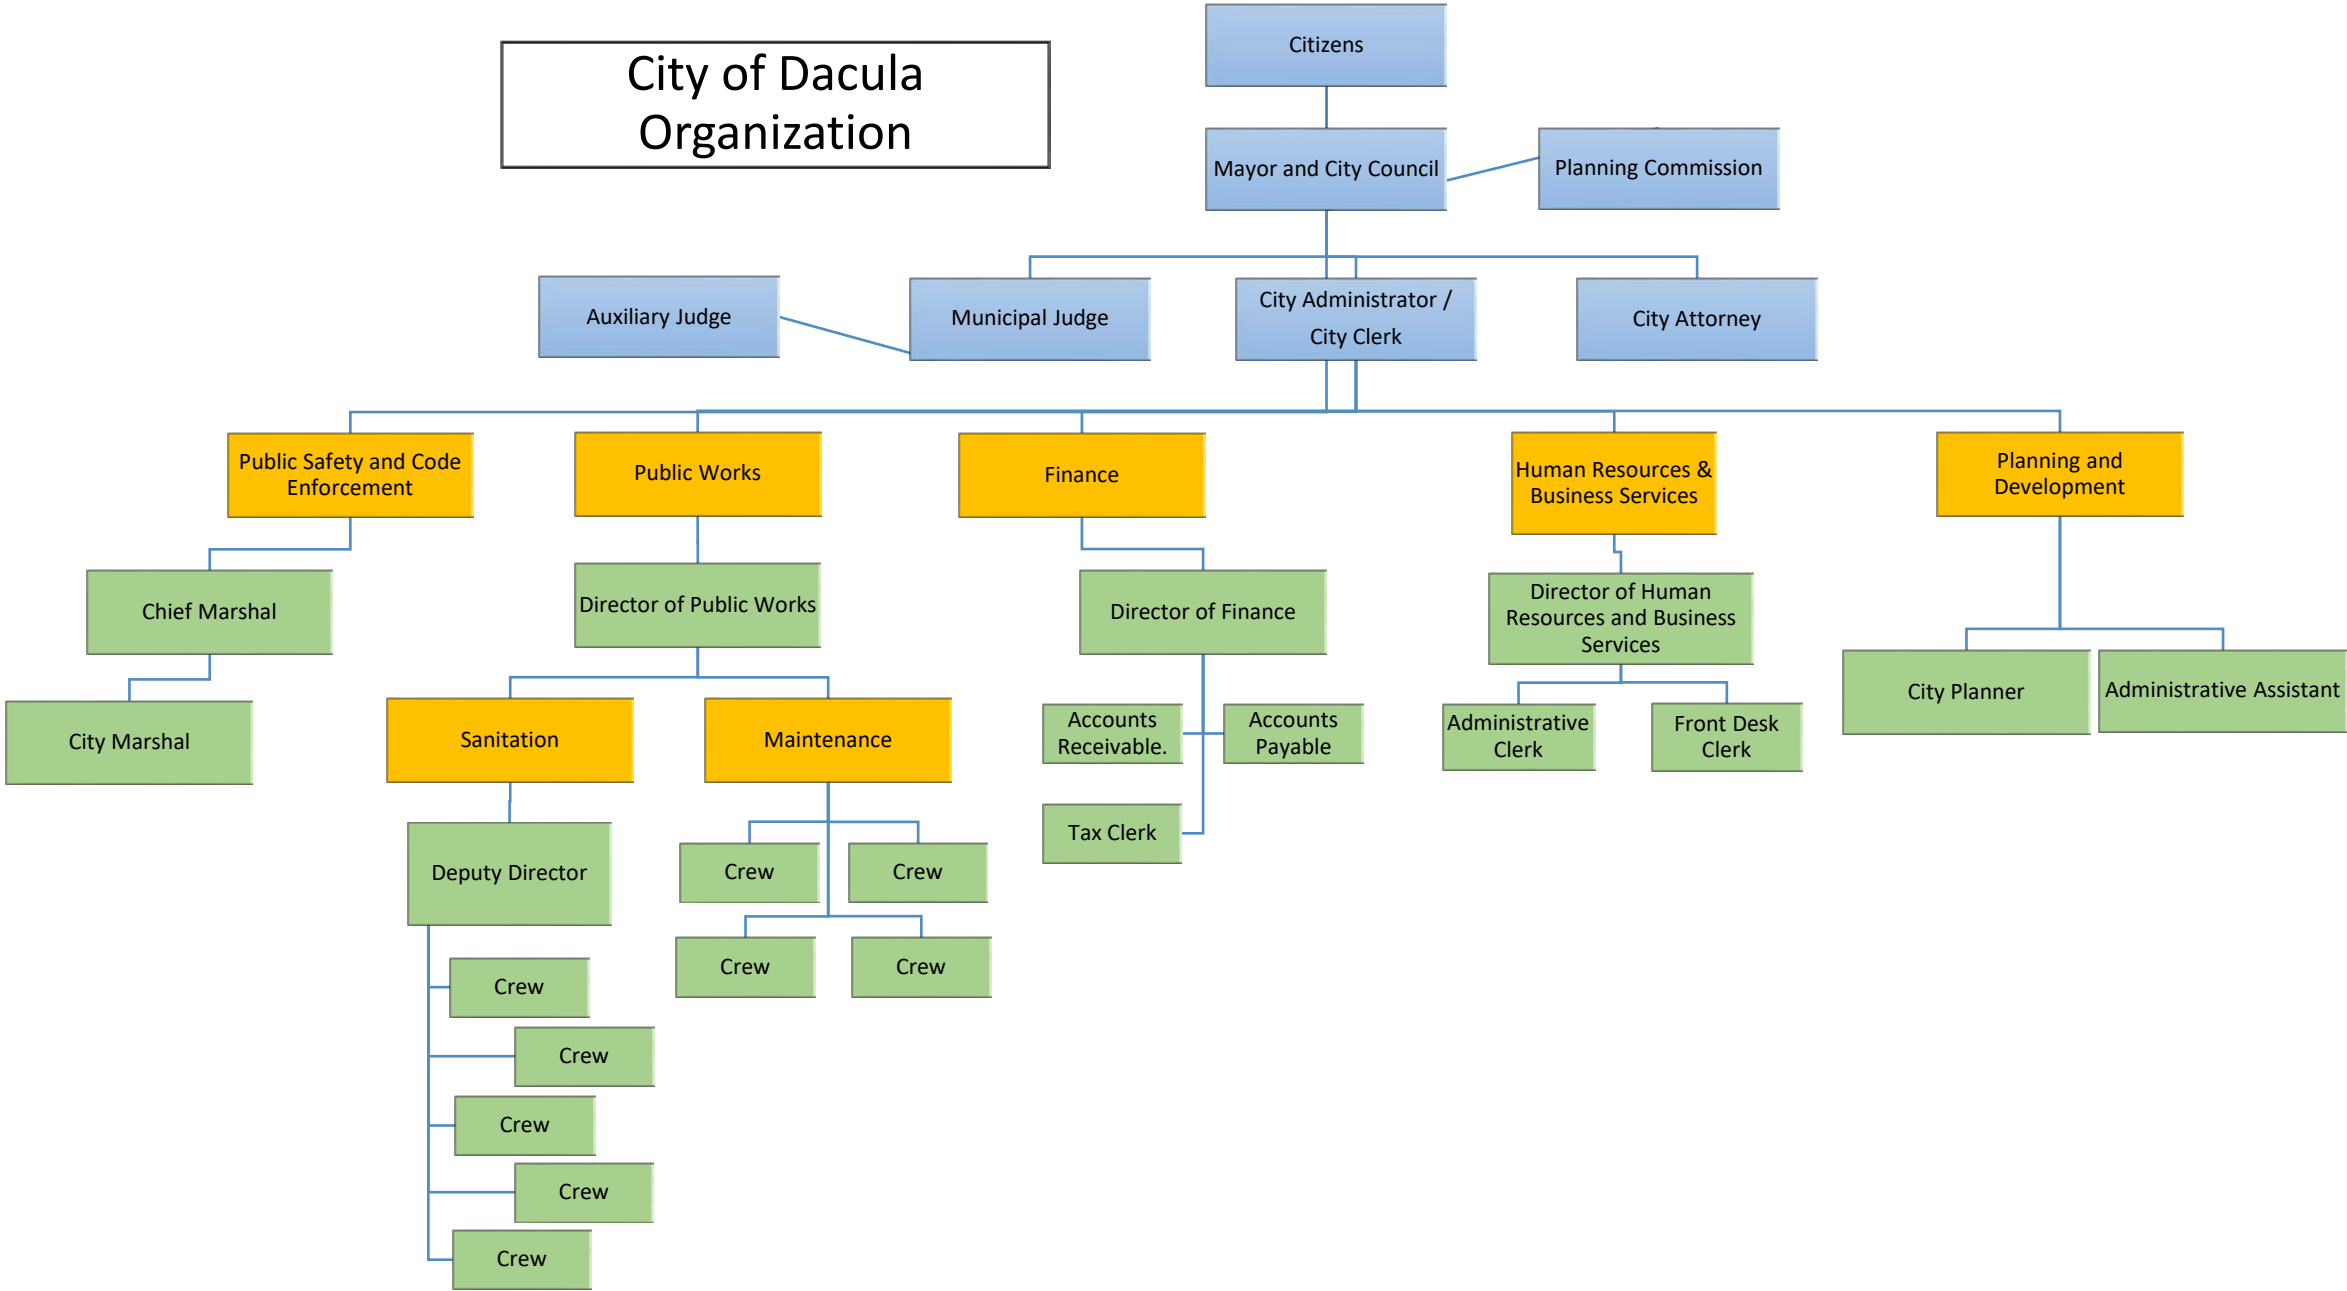 City of Dacula
Organization
Citizens
Mayor and City Council
Planning Commission
Auxiliary Judge
Municipal Judge
City Administrator /
City Clerk
City Attorney
Public Safety and Code
Enforcement
Public Works
Finance
Human Resources &
Business Services
Planning and
Development
Chief Marshal
Director of Public Works
Director of Finance
Director of Human
Resources and Business
Services
City Planner
Administrative Assistant
City Marshal
Sanitation
Maintenance
Accounts
Receivable.
Accounts
Payable
Administrative
Clerk
Front Desk
Clerk
Tax Clerk
Deputy Director
Crew
Crew
Crew
Crew
Crew
Crew
Crew
Crew
Crew